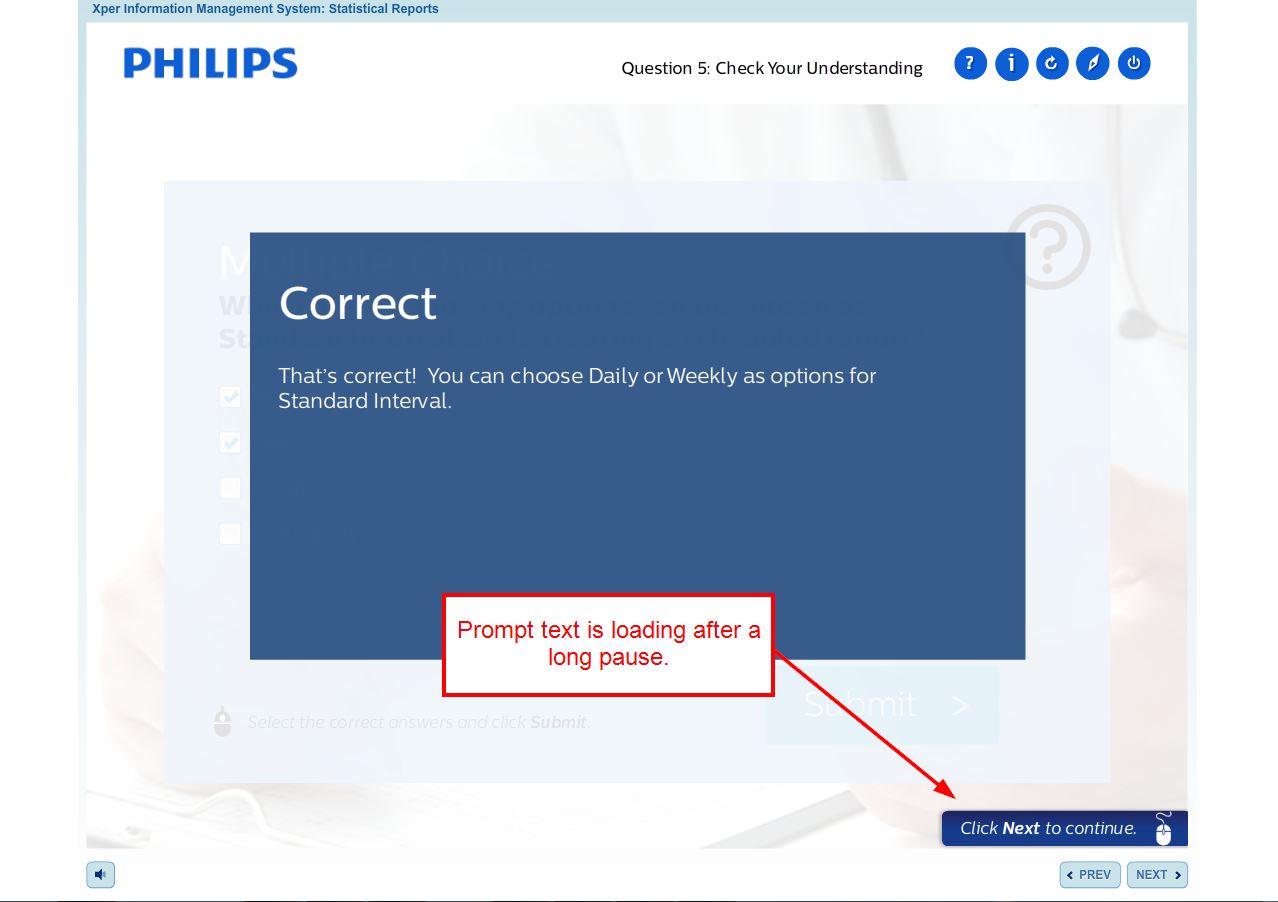 Xper Information Management System: Statistical Reports
PHILIPS
Question 5: Check Your Understanding
Correct
That's correct!  You can choose Daily or Weekly as options for
Standard Interval.
Prompt text is loading after a
long pause.
Submit >
Select the correct answers and click Submit.
Click Next to continue.
PREV
NEXT